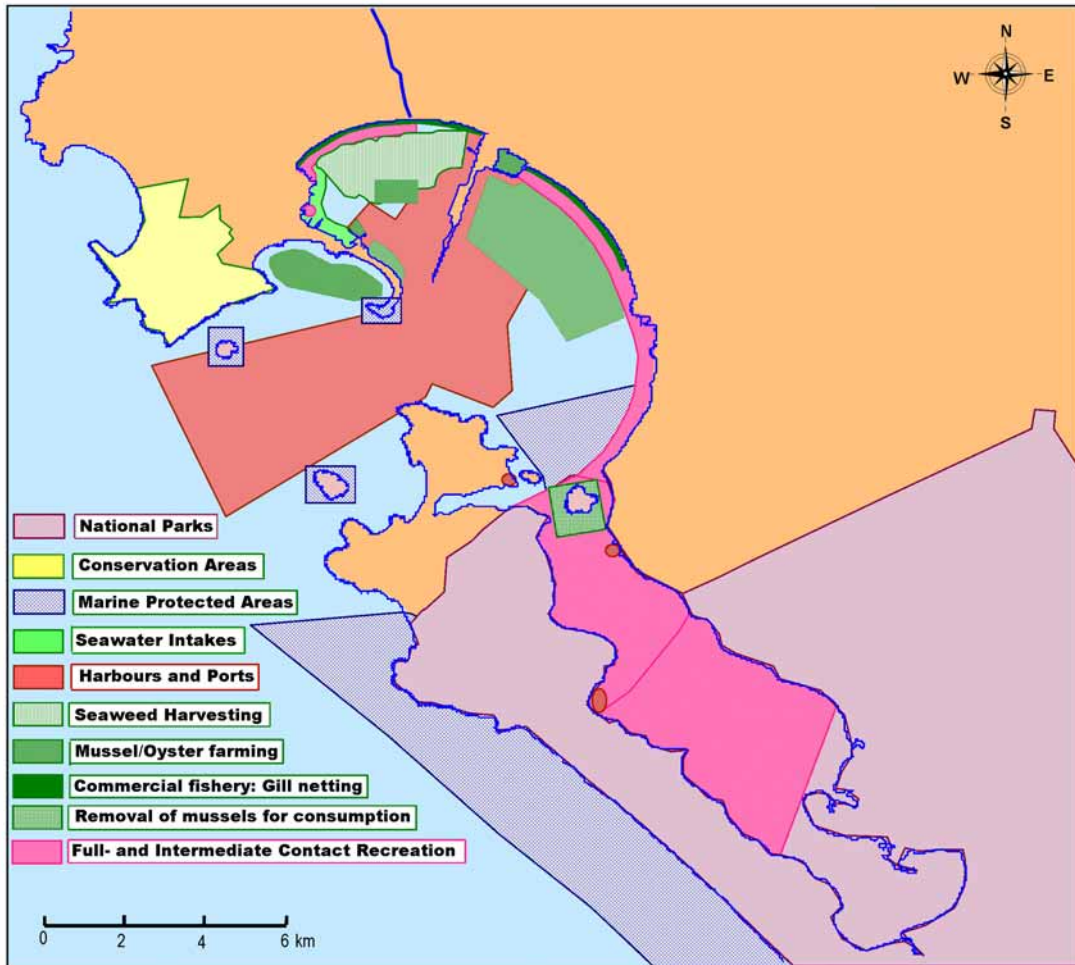 N
W E
S
National Parks
Conservation Areas
Marine Protected Areas
Seawater Intakes
Harbours and Ports
Seaweed Harvesting
Mussel/Oyster farming
Commercial fishery: Gill netting
Removal of mussels for consumption
Full- and Intermediate Contact Recreation
0 2 4 6 km